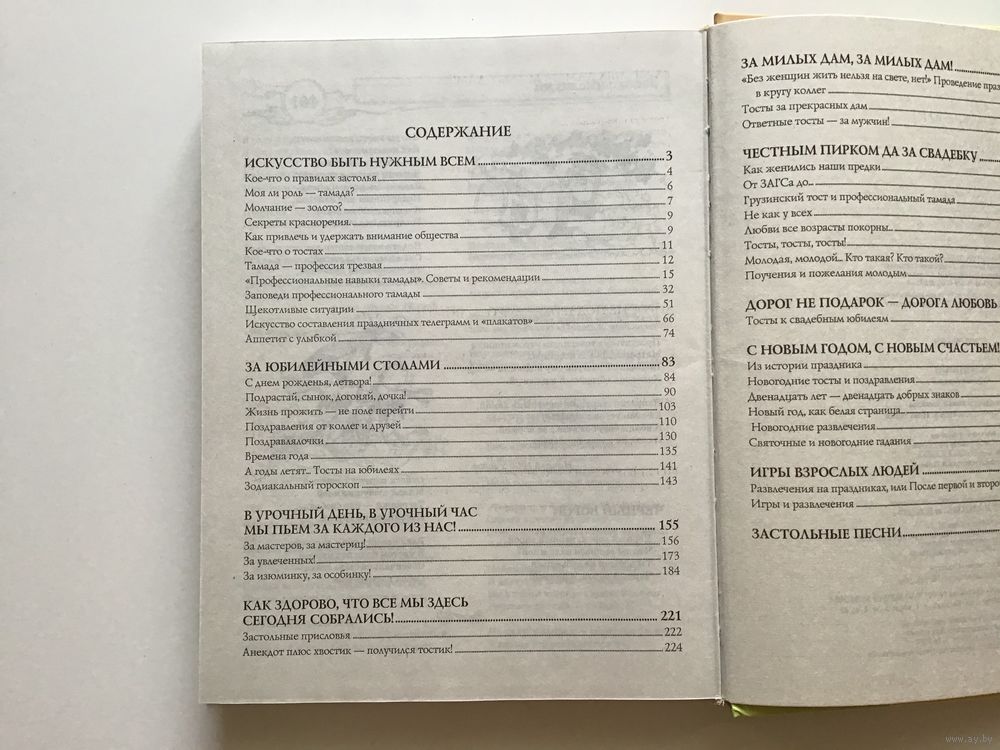 СОДЕРЖАНИЕ
ИСКУССТВО БЫТЬ НУЖНЫМ ВСЕМ 3
Кое-что о правилах застолья 4
Моя ли роль — тамада? 6
Молчание — золото? 7
Секреты красноречия. 9
Как привлечь и удержать внимание общества 9
Кое-что о тостах 11
Тамада — профессия трезвая 12
«Профессиональные навыки тамады». Советы и рекомендации 15
Заповеди профессионального тамады 32
Щекотливые ситуации 51
Искусство составления праздничных телеграмм и «плакатов» 66
Аппетит с улыбкой 74
ЗА ЮБИЛЕЙНЫМИ СТОЛАМИ 83
С днем рожденья, детвора! 84
Подрастай, сынок, догоняй, дочка! 90
Жизнь прожить — не поле перейти 103
Поздравления от коллег и друзей 110
Поздравлялочки 130
Времена года 135
А годы летят... Тосты на юбилеях 141
Зодиакальный гороскоп 143
В УРОЧНЫЙ ДЕНЬ, В УРОЧНЫЙ ЧАС
МЫ ПЬЕМ ЗА КАЖДОГО ИЗ НАС! 155
За мастеров, за мастериц! 156
За увлеченных! 173
За изюминку, за особинку! 184
КАК ЗДОРОВО, ЧТО ВСЕ МЫ ЗДЕСЬ
СЕГОДНЯ СОБРАЛИСЬ! 221
Застольные присловья 222
Анекдот плюс хвостик — получился тостик! 224
ЗА МИЛЫХ ДАМ, ЗА МИЛЫХ ДАМ!
«Без женщин жить нельзя на свете, нет!» Проведение праз
в кругу коллег
Тосты за прекрасных дам
Ответные тосты — за мужчин!
ЧЕСТНЫМ ПИРКОМ ДА ЗА СВАДЕБКУ
Как женились наши предки
От ЗАГСа до...
Грузинский тост и профессиональный тамада
Не как у всех
Любви все возрасты покорны...
Тосты, тосты, тосты!
Молодая, молодой... Кто такая? Кто такой?
Поучения и пожелания молодым
ДОРОГ НЕ ПОДАРОК — ДОРОГА ЛЮБОВЬ
Тосты к свадебным юбилеям
С НОВЫМ ГОДОМ, С НОВЫМ СЧАСТЬЕМ!
Из истории праздника
Новогодние тосты и поздравления
Двенадцать лет — двенадцать добрых знаков
Новый год, как белая страница...
Новогодние развлечения
Святочные и новогодние гадания
ИГРЫ ВЗРОСЛЫХ ЛЮДЕЙ
Развлечения на праздниках, или После первой и второ
Игры и развлечения
ЗАСТОЛЬНЫЕ ПЕСНИ
www.ay.by